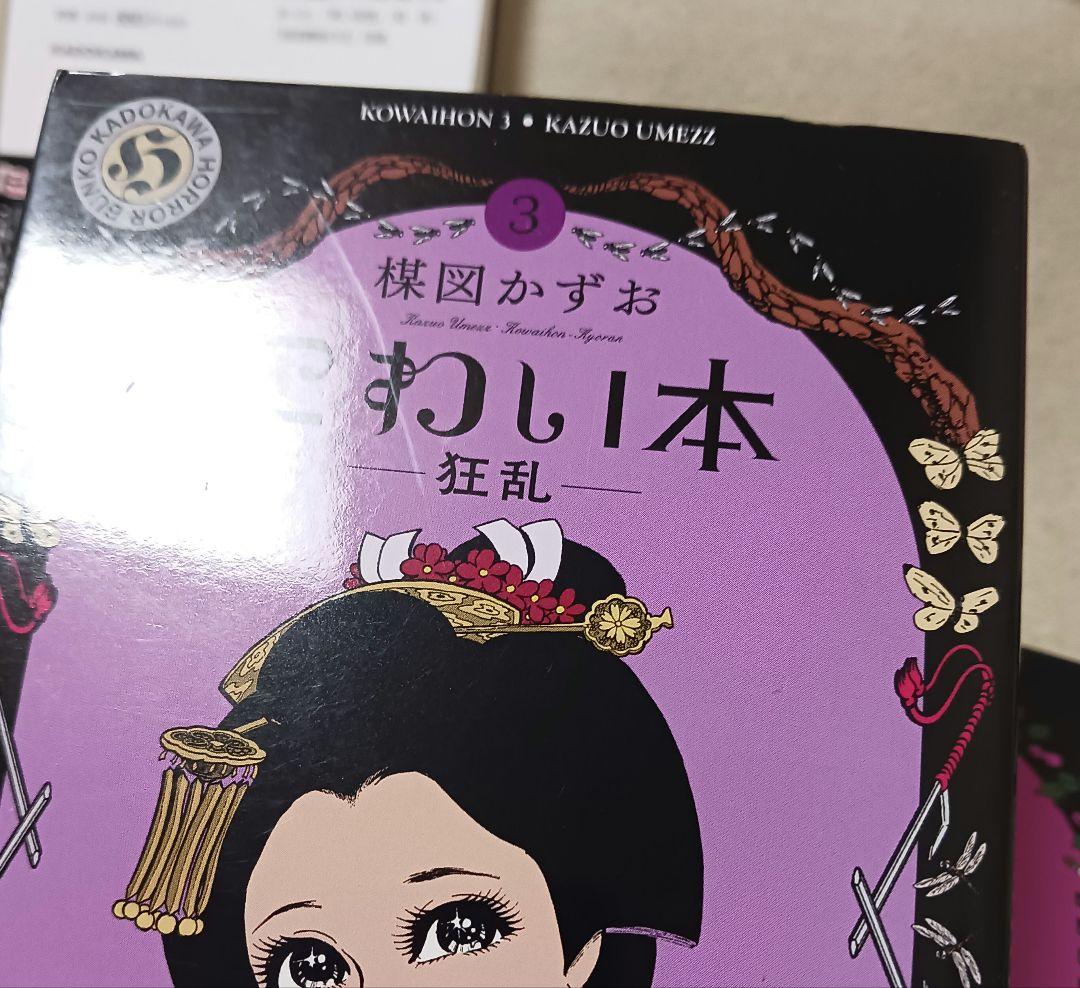 KOWAIHON 3 • KAZUO UMEZZ
KADOKAWA HORROR BUNKO
H
3
楳図かずお
Kazuo Umezz・Kowaihon-Kyoran
こわい本
狂乱